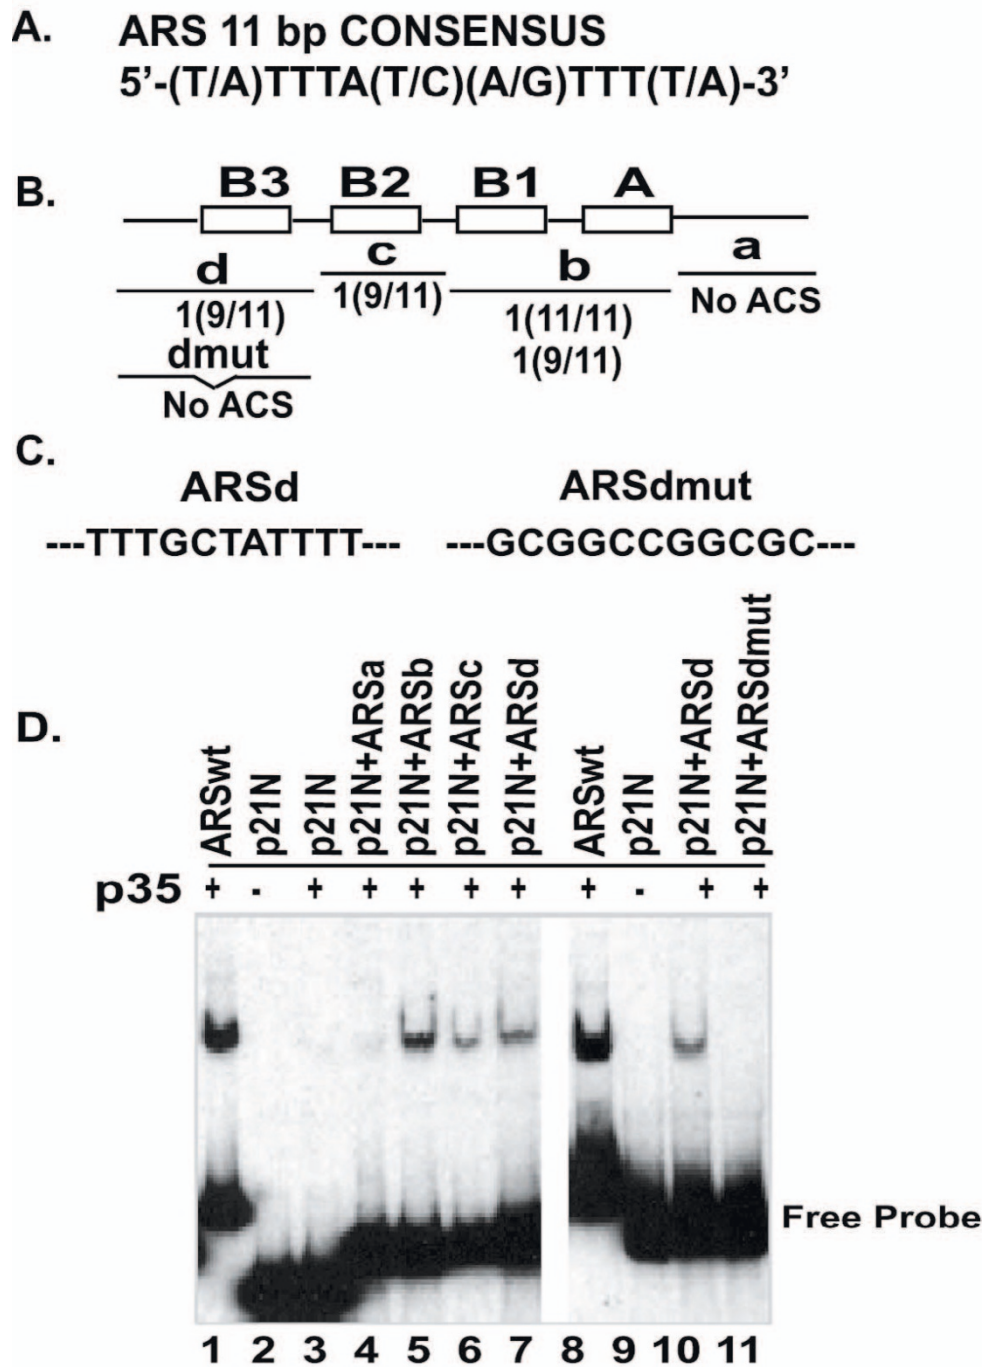 A. ARS 11 bp CONSENSUS
5’-(T/A)TTTA(T/C)(A/G)TTT(T/A)-3’
B.
B3 B2 B1 A
d c b a
1(9/11) 1(9/11) 1(11/11) No ACS
1(9/11)
dmut
No ACS
C.
ARSd ARSdmut
---TTTGCTATTTT--- ---GCGGCCGGCGC---
D.
ARSwt
p21N
p21N
p21N+ARSa
p21N+ARSb
p21N+ARSc
p21N+ARSd
ARSwt
p21N
p21N+ARSd
p21N+ARSdmut
p35 + - + + + + + + - + +
Free Probe
1 2 3 4 5 6 7 8 9 10 11